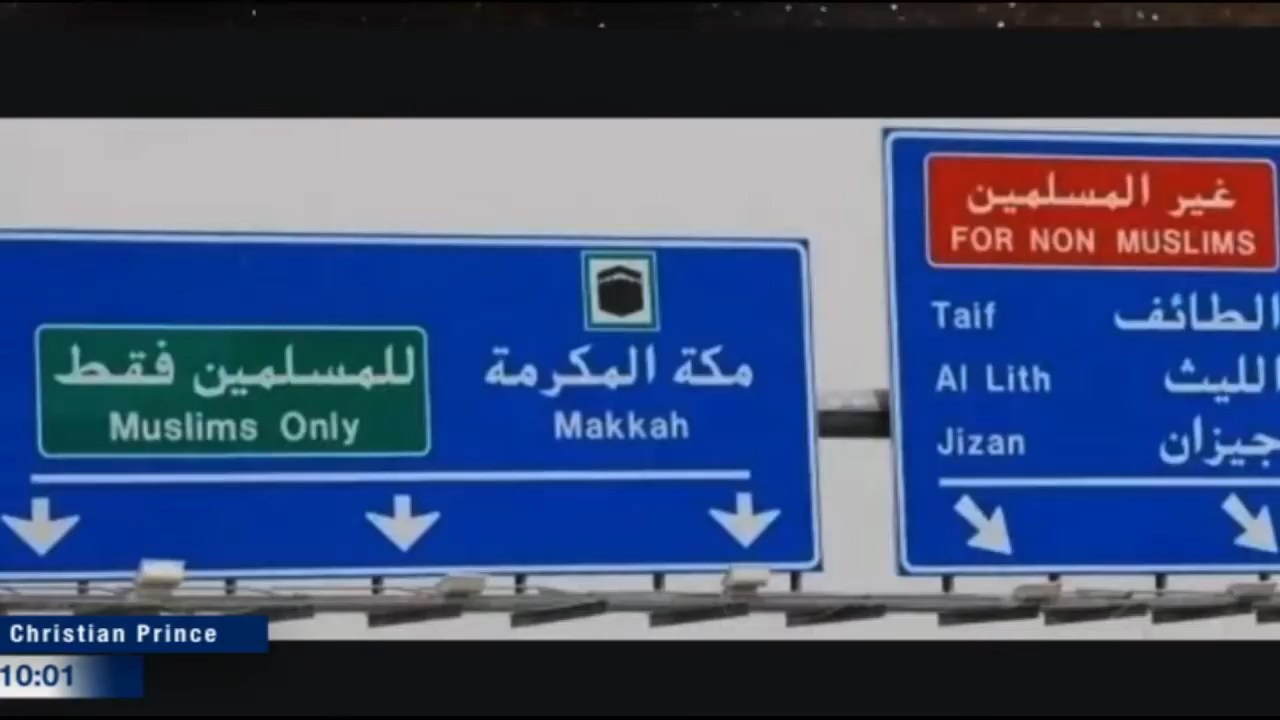 للمسلمين فقط
Muslims Only
مكة المكرمة
Makkah
غير المسلمين
FOR NON MUSLIMS
Taif الطائف
Al Lith الليث
Jizan جيزان
Christian Prince
10:01